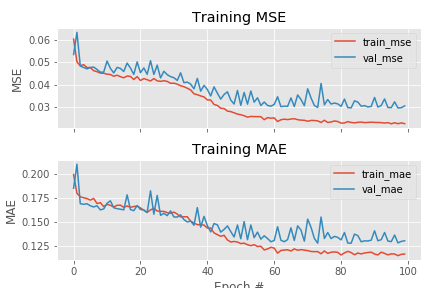 Training MSE
0.06
0.05
0.04
0.03
MSE
train_mse
val_mse
Training MAE
0.200
0.175
0.150
0.125
MAE
train_mae
val_mae
0 20 40 60 80 100
Epoch #